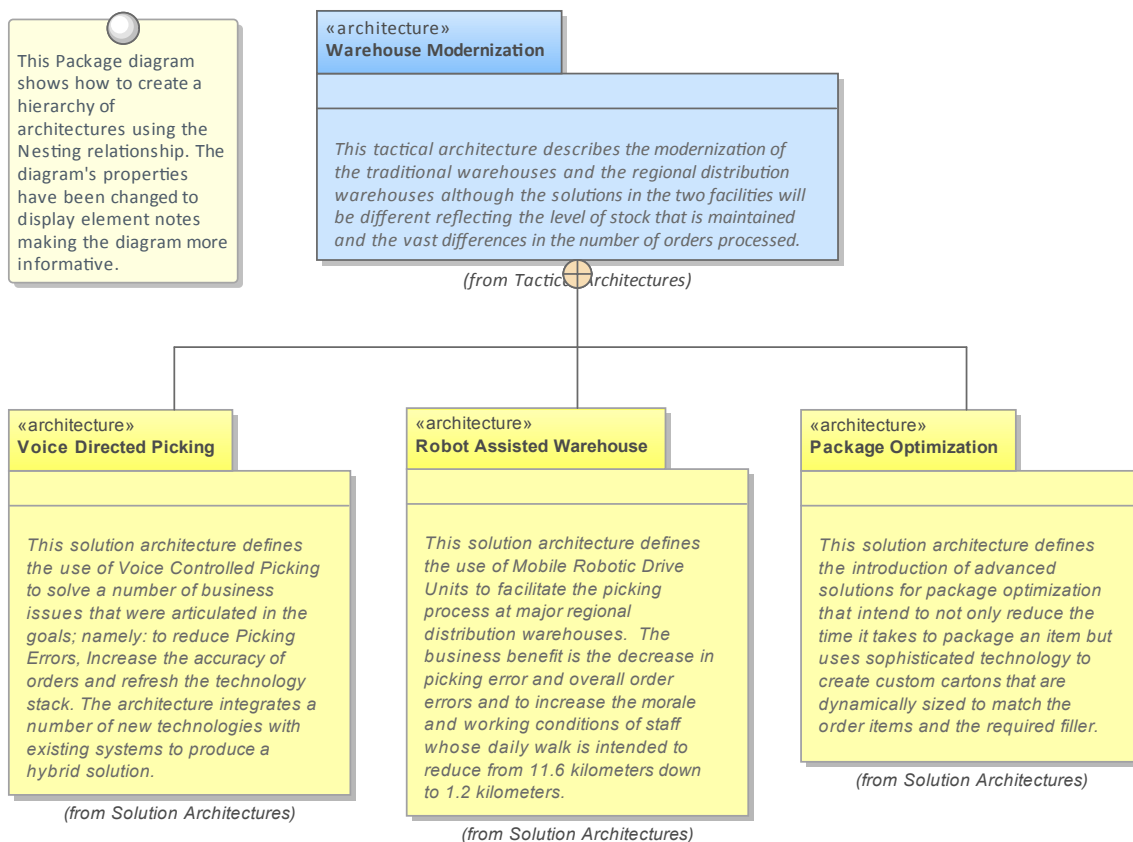 This Package diagram
shows how to create a
hierarchy of
architectures using the
Nesting relationship. The
diagram's properties
have been changed to
display element notes
making the diagram more
informative.
«architecture»
Warehouse Modernization
This tactical architecture describes the modernization of
the traditional warehouses and the regional distribution
warehouses although the solutions in the two facilities will
be different reflecting the level of stock that is maintained
and the vast differences in the number of orders processed.
(from Tactical Architectures)
«architecture»
Voice Directed Picking
This solution architecture defines
the use of Voice Controlled Picking
to solve a number of business
issues that were articulated in the
goals; namely: to reduce Picking
Errors, Increase the accuracy of
orders and refresh the technology
stack. The architecture integrates a
number of new technologies with
existing systems to produce a
hybrid solution.
(from Solution Architectures)
«architecture»
Robot Assisted Warehouse
This solution architecture defines
the use of Mobile Robotic Drive
Units to facilitate the picking
process at major regional
distribution warehouses.  The
business benefit is the decrease in
picking error and overall order
errors and to increase the morale
and working conditions of staff
whose daily walk is intended to
reduce from 11.6 kilometers down
to 1.2 kilometers.
(from Solution Architectures)
«architecture»
Package Optimization
This solution architecture defines
the introduction of advanced
solutions for package optimization
that intend to not only reduce the
time it takes to package an item but
uses sophisticated technology to
create custom cartons that are
dynamically sized to match the
order items and the required filler.
(from Solution Architectures)